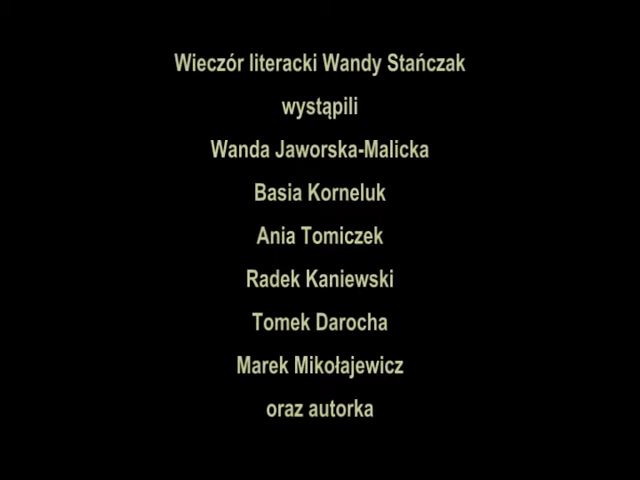 Wieczór literacki Wandy Stańczak
wystąpili
Wanda Jaworska-Malicka
Basia Korneluk
Ania Tomiczek
Radek Kaniewski
Tomek Darocha
Marek Mikołajewicz
oraz autorka